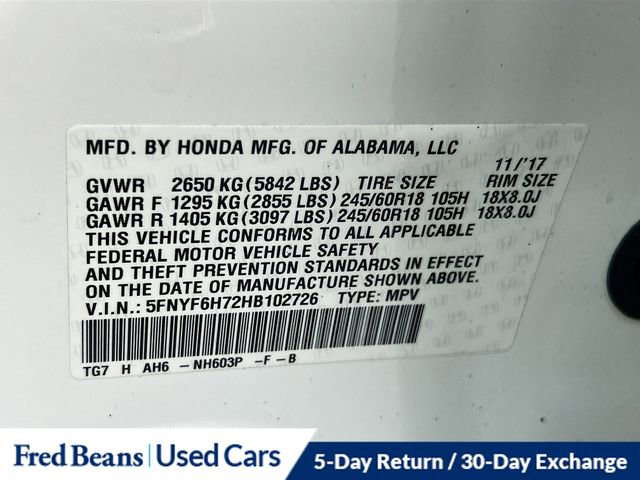 MFD. BY HONDA MFG. OF ALABAMA, LLC
11/'17
GVWR 2650 KG (5842 LBS) TIRE SIZE RIM SIZE
GAWR F 1295 KG (2855 LBS) 245/60R18 105H 18X8.0J
GAWR R 1405 KG (3097 LBS) 245/60R18 105H 18X8.0J
THIS VEHICLE CONFORMS TO ALL APPLICABLE
FEDERAL MOTOR VEHICLE SAFETY
AND THEFT PREVENTION STANDARDS IN EFFECT
ON THE DATE OF MANUFACTURE SHOWN ABOVE.
V.I.N.: 5FNYF6H72HB102726 TYPE: MPV
TG7 H AH6 -NH603P -F-B
Fred Beans | Used Cars 5-Day Return / 30-Day Exchange